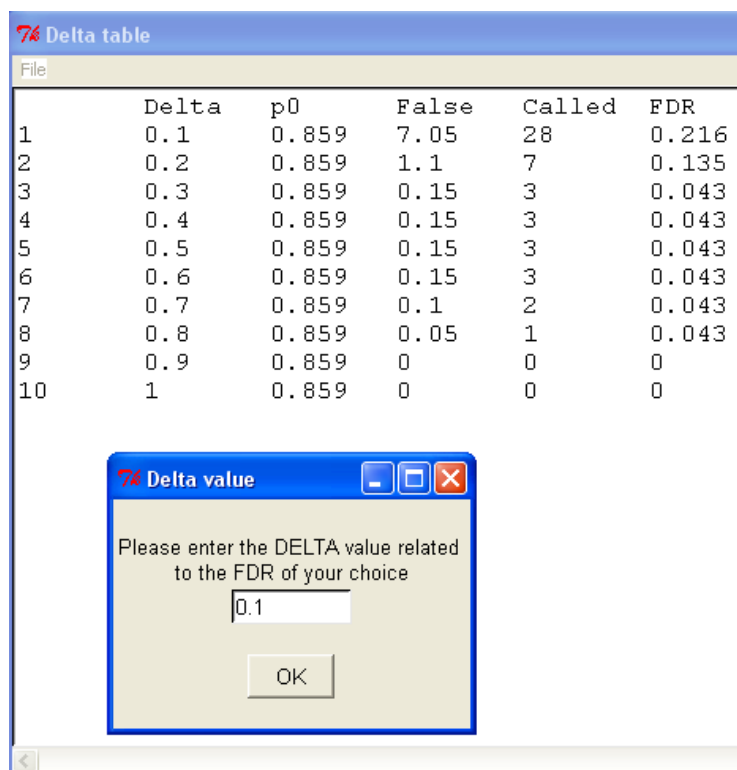 Delta table
File
Delta p0 False Called FDR
1 0.1 0.859 7.05 28 0.216
2 0.2 0.859 1.1 7 0.135
3 0.3 0.859 0.15 3 0.043
4 0.4 0.859 0.15 3 0.043
5 0.5 0.859 0.15 3 0.043
6 0.6 0.859 0.15 3 0.043
7 0.7 0.859 0.1 2 0.043
8 0.8 0.859 0.05 1 0.043
9 0.9 0.859 0 0 0
10 1 0.859 0 0 0
Delta value
Please enter the DELTA value related
to the FDR of your choice
0.1
OK